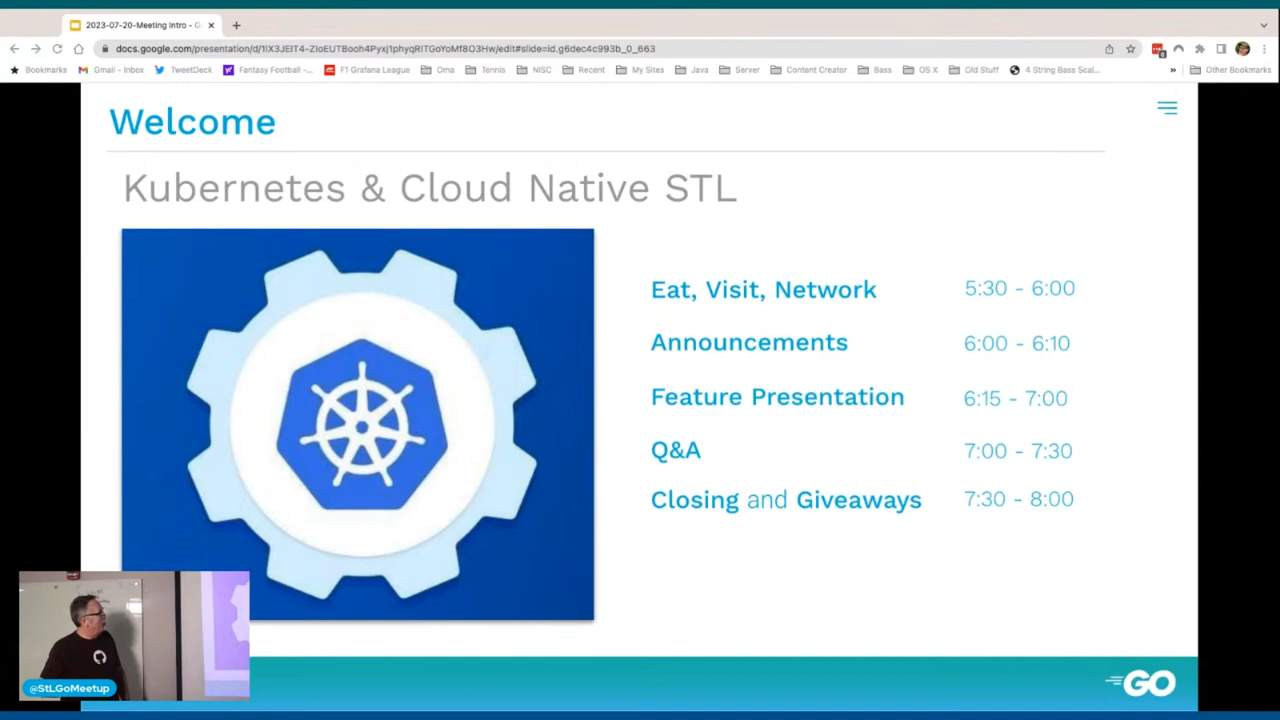 2023-07-20-Meeting Intro - G
docs.google.com/presentation/d/1IX3JEIT4-ZIoEUTBooh4Pyxj1phyqRlTGoYoMf8O3Hw/edit#slide=id.g6dec4c993b_0_663
Bookmarks Gmail - Inbox TweetDeck Fantasy Football -... F1 Grafana League Oma Tennis NISC Recent My Sites Java Server Content Creator Bass OS X Old Stuff 4 String Bass Scal... » Other Bookmarks
Welcome
Kubernetes & Cloud Native STL
Eat, Visit, Network 5:30 - 6:00
Announcements 6:00 - 6:10
Feature Presentation 6:15 - 7:00
Q&A 7:00 - 7:30
Closing and Giveaways 7:30 - 8:00
@StLGoMeetup
GO